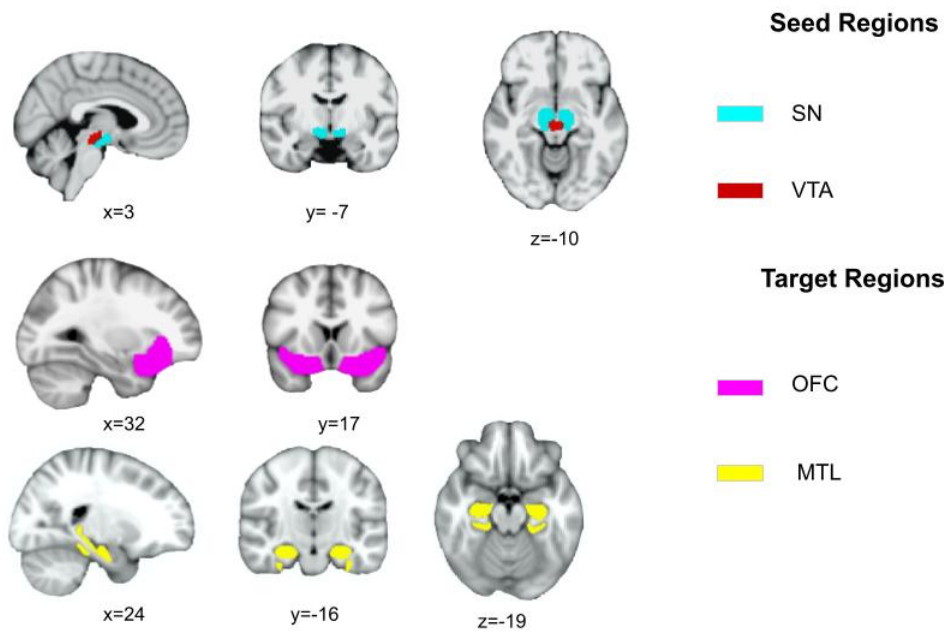 Seed Regions
SN
VTA
x=3
y= -7
z=-10
Target Regions
OFC
MTL
x=32
y=17
x=24
y=-16
z=-19